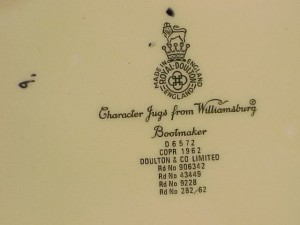 MADE IN ENGLAND
ROYAL DOULTON
ENGLAND
Character Jugs from Williamsburg
Bootmaker
D 6572
COPR 1962
DOULTON & CO LIMITED
Rd No 906342
Rd No 43449
Rd No 9228
Rd No 282/62